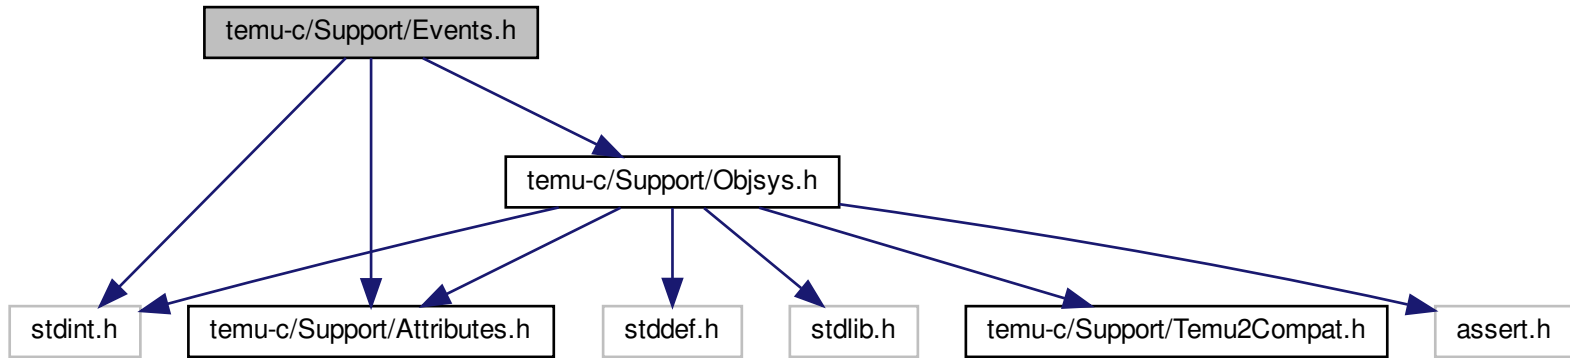 temu-c/Support/Events.h
temu-c/Support/Objsys.h
stdint.h
temu-c/Support/Attributes.h
stddef.h
stdlib.h
temu-c/Support/Temu2Compat.h
assert.h